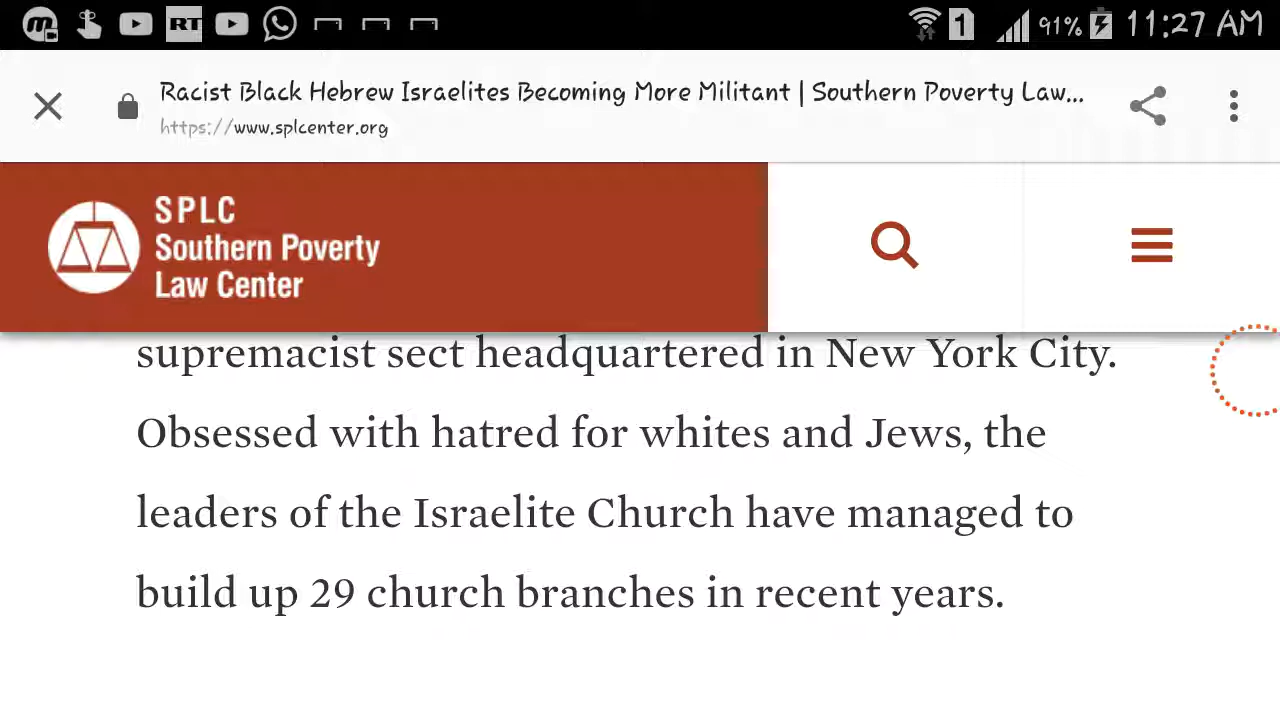 RT
1
91%
11:27 AM
Racist Black Hebrew Israelites Becoming More Militant | Southern Poverty Law...
https://www.splcenter.org
SPLC
Southern Poverty
Law Center
supremacist sect headquartered in New York City.
Obsessed with hatred for whites and Jews, the
leaders of the Israelite Church have managed to
build up 29 church branches in recent years.